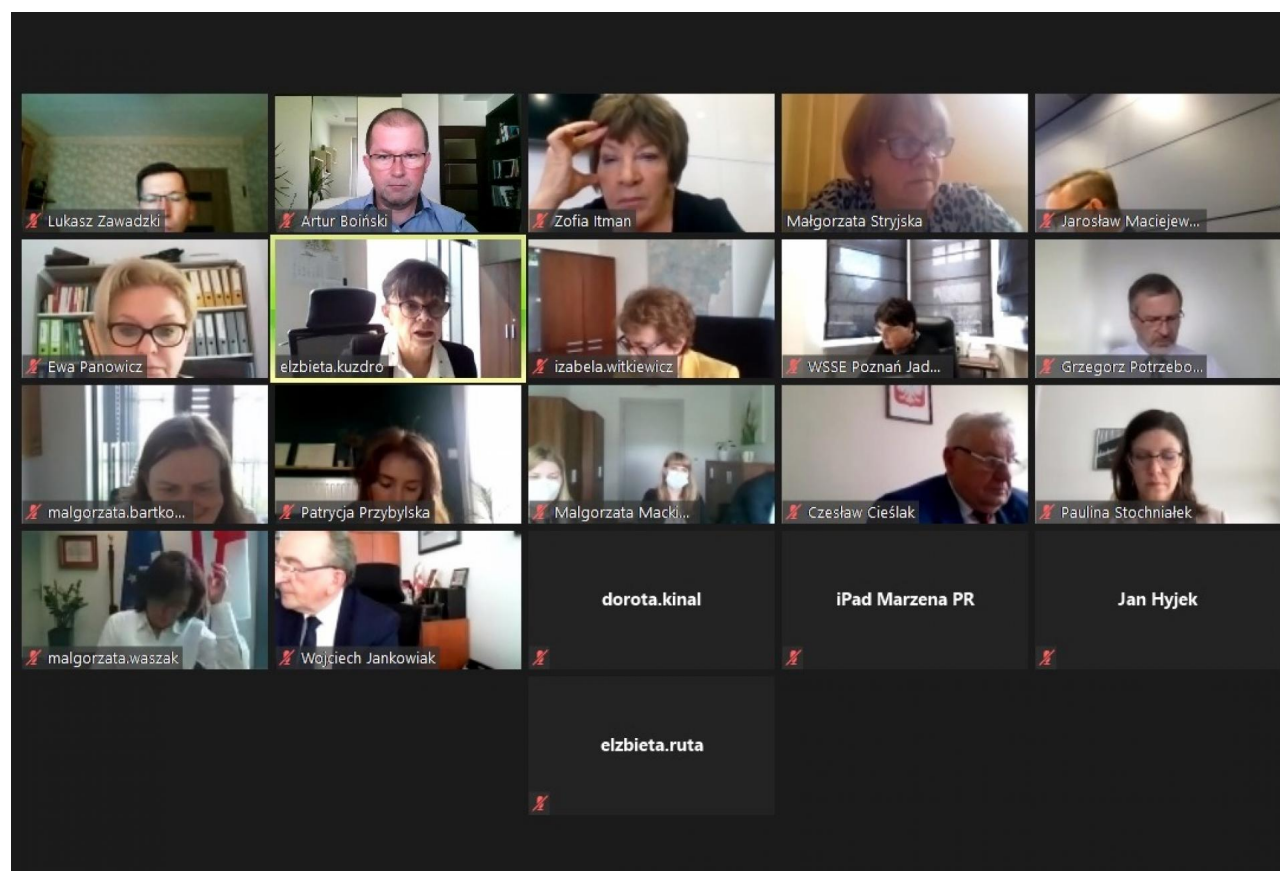 Lukasz Zawadzki
Artur Boiński
Zofia Itman
Małgorzata Stryjska
Jarosław Maciejew...
Ewa Panowicz
elzbieta.kuzdro
izabela.witkiewicz
WSSE Poznań Jad...
Grzegorz Potrzebo...
malgorzata.bartko...
Patrycja Przybylska
Malgorzata Macki...
Czesław Cieślak
Paulina Stochniałek
malgorzata.waszak
Wojciech Jankowiak
dorota.kinal
iPad Marzena PR
Jan Hyjek
elzbieta.ruta